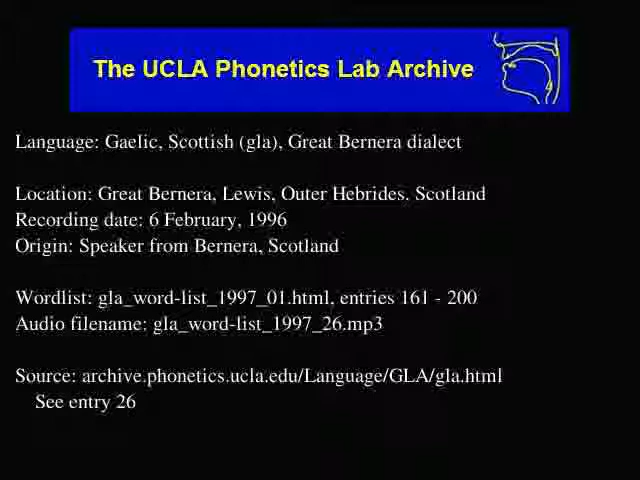 The UCLA Phonetics Lab Archive
Language: Gaelic, Scottish (gla), Great Bernera dialect
Location: Great Bernera, Lewis, Outer Hebrides. Scotland
Recording date: 6 February, 1996
Origin: Speaker from Bernera, Scotland
Wordlist: gla_word-list_1997_01.html, entries 161 - 200
Audio filename: gla_word-list_1997_26.mp3
Source: archive.phonetics.ucla.edu/Language/GLA/gla.html
See entry 26